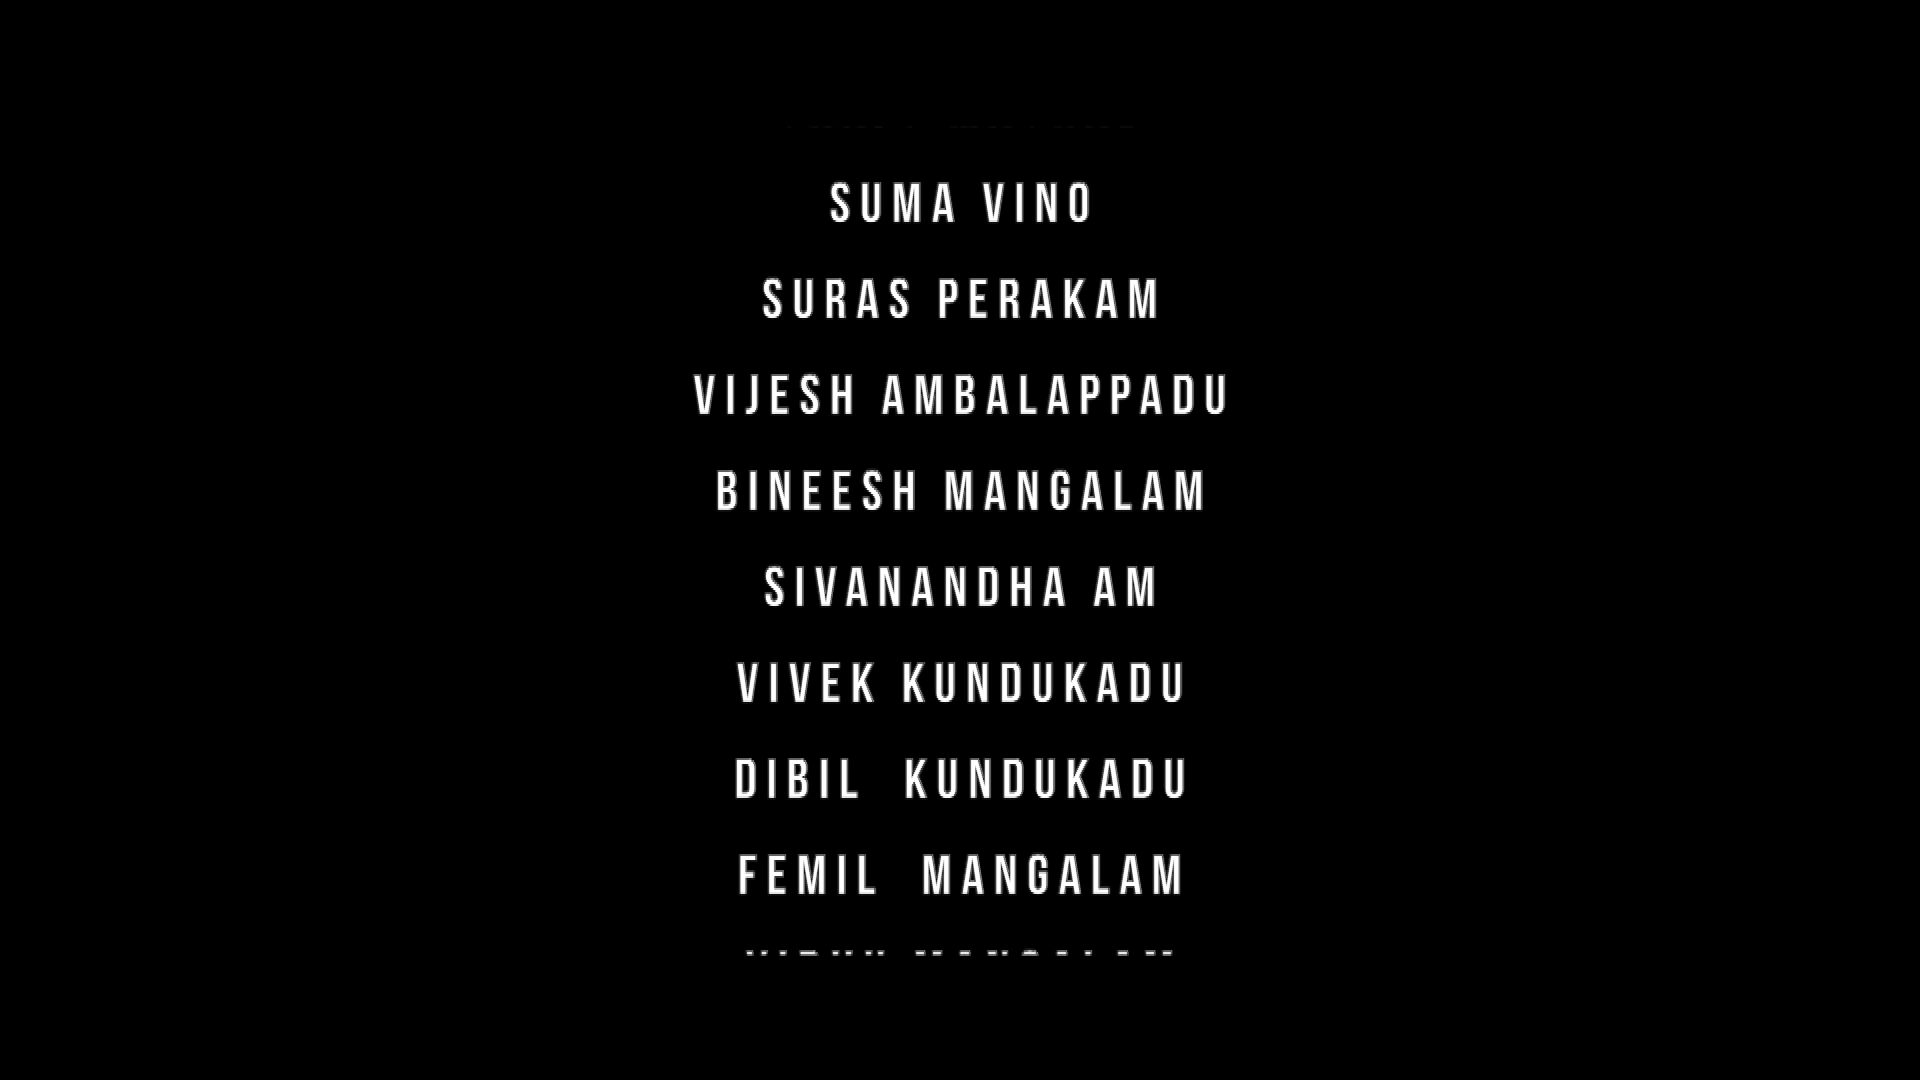 SUMA VINO
SURAS PERAKAM
VIJESH AMBALAPPADU
BINEESH MANGALAM
SIVANANDHA AM
VIVEK KUNDUKADU
DIBIL KUNDUKADU
FEMIL MANGALAM